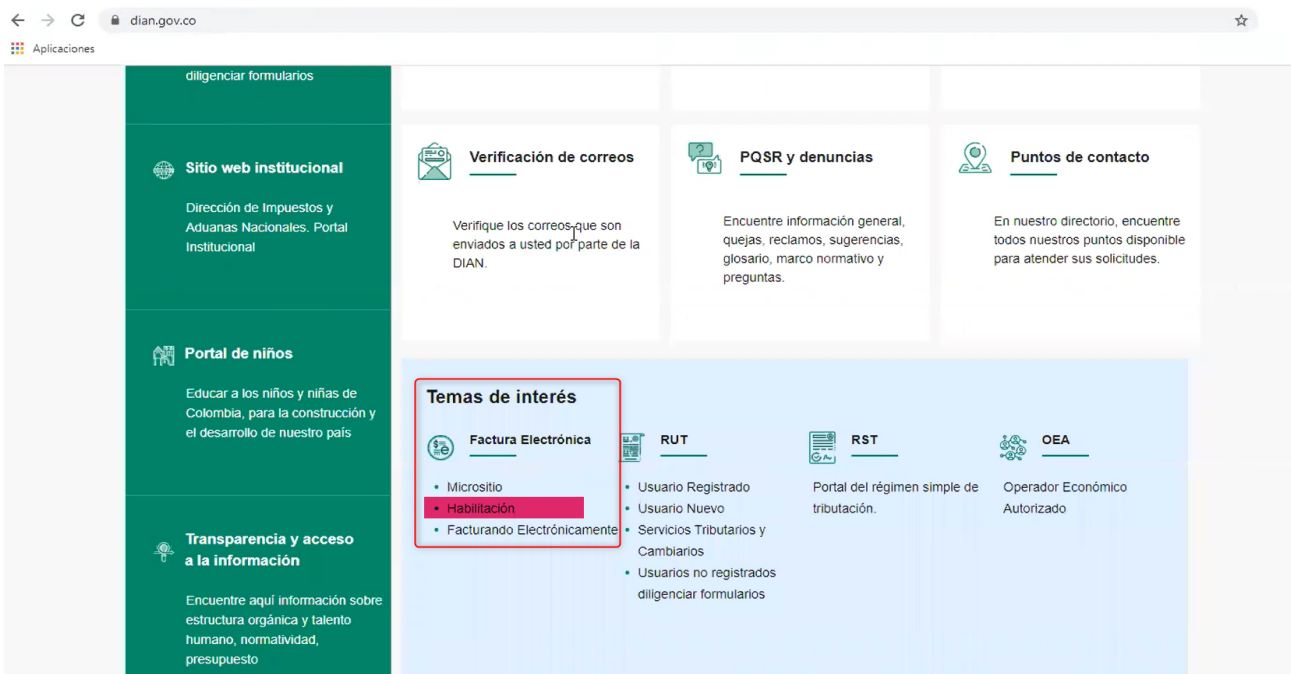 dian.gov.co
Aplicaciones
diligenciar formularios
Sitio web institucional
Dirección de Impuestos y
Aduanas Nacionales. Portal
Institucional
Portal de niños
Educar a los niños y niñas de
Colombia, para la construcción y
el desarrollo de nuestro país
Transparencia y acceso
a la información
Encuentre aquí información sobre
estructura orgánica y talento
humano, normatividad,
presupuesto
Verificación de correos
Verifique los correos que son
enviados a usted por parte de la
DIAN.
PQSR y denuncias
Encuentre información general,
quejas, reclamos, sugerencias,
glosario, marco normativo y
preguntas.
Puntos de contacto
En nuestro directorio, encuentre
todos nuestros puntos disponible
para atender sus solicitudes.
Temas de interés
Factura Electrónica
• Micrositio
• Habilitación
• Facturando Electrónicamente
RUT
• Usuario Registrado
• Usuario Nuevo
• Servicios Tributarios y
Cambiarios
• Usuarios no registrados
diligenciar formularios
RST
Portal del régimen simple de
tributación.
OEA
Operador Económico
Autorizado